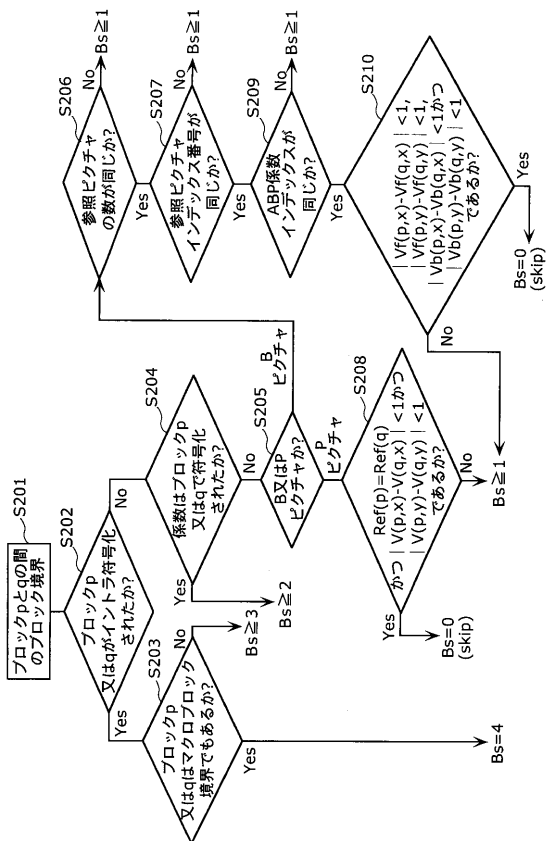 S201
ブロックpとqの間
のブロック境界
S202
ブロックp
又はqがイントラ符号化
されたか?
Yes
No
S203
ブロックp
又はqはマクロブロック
境界でもあるか?
No
Bs≧3
Yes
Bs=4
S204
係数はブロックp
又はqで符号化
されたか?
Yes
Bs≧2
No
S205
B又はP
ピクチャか?
B
ピクチャ
P
ピクチャ
S208
Ref(p)=Ref(q)
かつ | V(p,x)-V(q,x) | <1かつ
| V(p,y)-V(q,y) | <1
であるか?
Yes
Bs=0
(skip)
No
Bs≧1
S206
参照ピクチャ
の数が同じか?
No
Bs≧1
Yes
S207
参照ピクチャ
インデックス番号が
同じか?
No
Bs≧1
Yes
S209
ABP係数
インデックスが
同じか?
No
Bs≧1
Yes
S210
| Vf(p,x)-Vf(q,x) | <1,
| Vf(p,y)-Vf(q,y) | <1,
| Vb(p,x)-Vb(q,x) | <1かつ
| Vb(p,y)-Vb(q,y) | <1
であるか?
No
Yes
Bs=0
(skip)